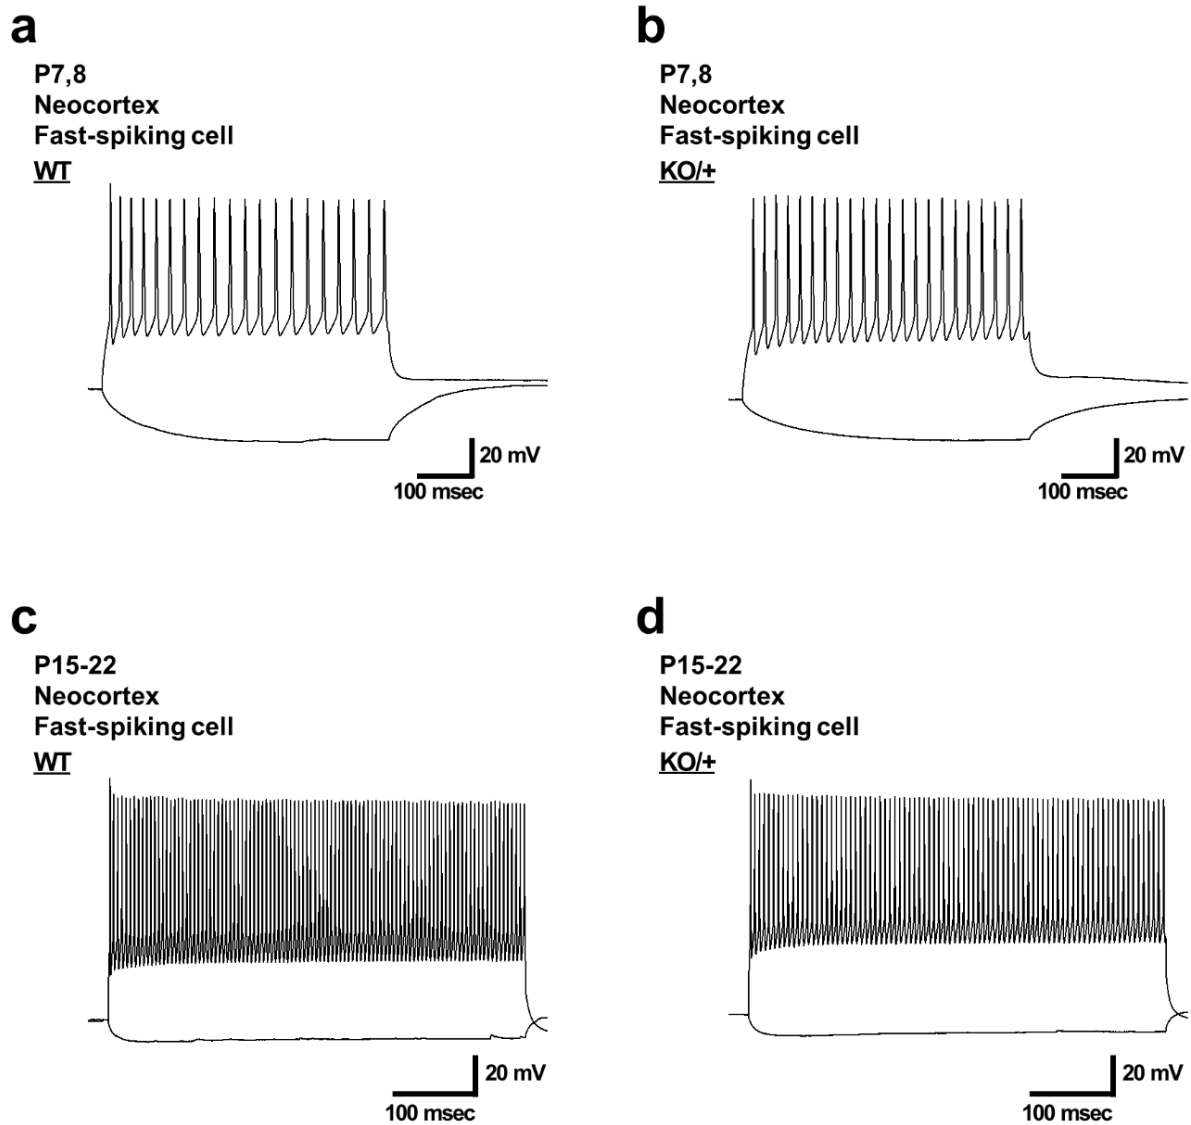 a
P7,8
Neocortex
Fast-spiking cell
WT
20 mV
100 msec
b
P7,8
Neocortex
Fast-spiking cell
KO/+
20 mV
100 msec
c
P15-22
Neocortex
Fast-spiking cell
WT
20 mV
100 msec
d
P15-22
Neocortex
Fast-spiking cell
KO/+
20 mV
100 msec